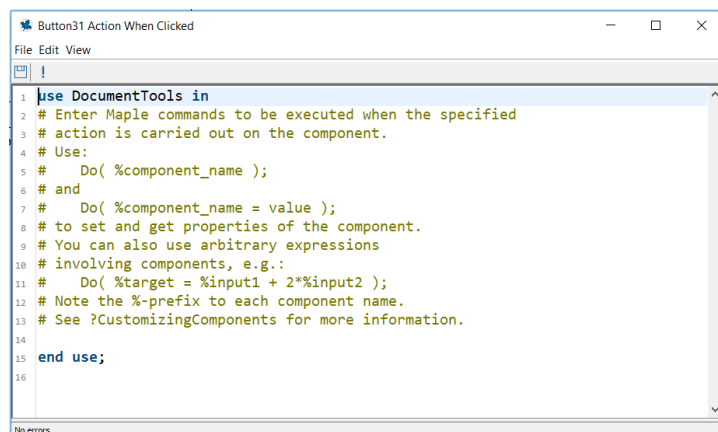 Button31 Action When Clicked
File Edit View
!
1 use DocumentTools in
2 # Enter Maple commands to be executed when the specified
3 # action is carried out on the component.
4 # Use:
5 #    Do( %component_name );
6 # and
7 #    Do( %component_name = value );
8 # to set and get properties of the component.
9 # You can also use arbitrary expressions
10 # involving components, e.g.:
11 #    Do( %target = %input1 + 2*%input2 );
12 # Note the %-prefix to each component name.
13 # See ?CustomizingComponents for more information.
14
15 end use;
16
No errors